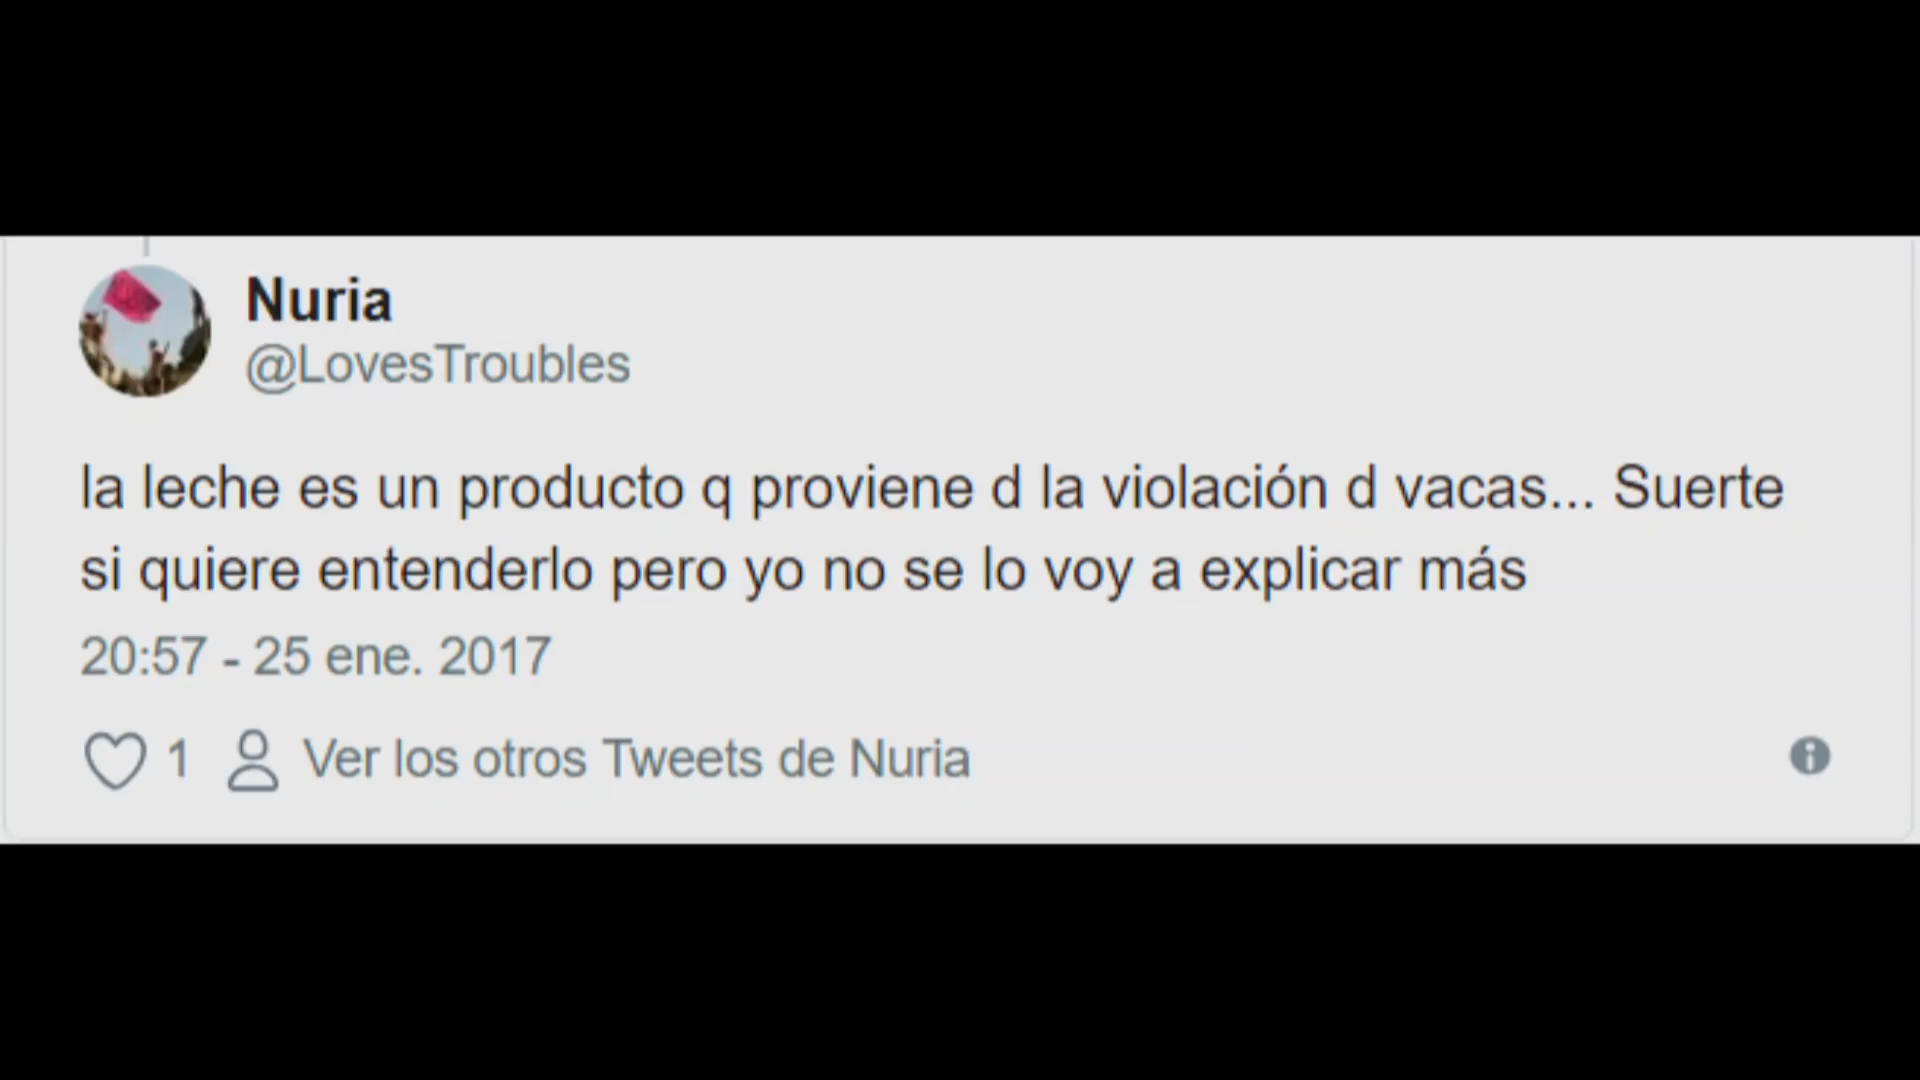 Nuria
@LovesTroubles
la leche es un producto q proviene d la violación d vacas... Suerte
si quiere entenderlo pero yo no se lo voy a explicar más
20:57 - 25 ene. 2017
1 Ver los otros Tweets de Nuria